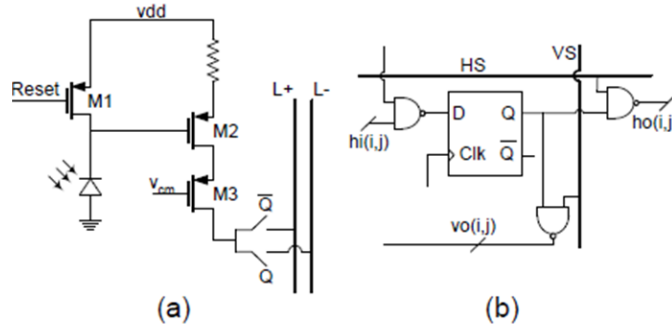 vdd
Reset
M1
M2
L+
L-
M3
vcm
Q̅
Q
(a)
VS
HS
D
Q
hi(i,j)
ho(i,j)
Clk
Q̅
vo(i,j)
(b)